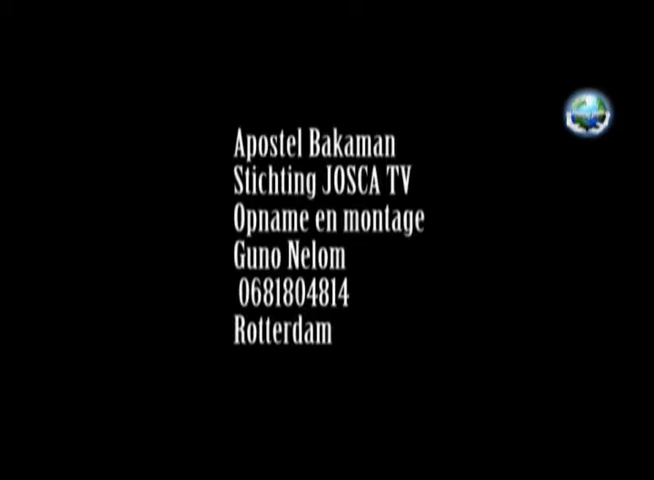 Apostel Bakaman
Stichting JOSCA TV
Opname en montage
Guno Nelom
0681804814
Rotterdam